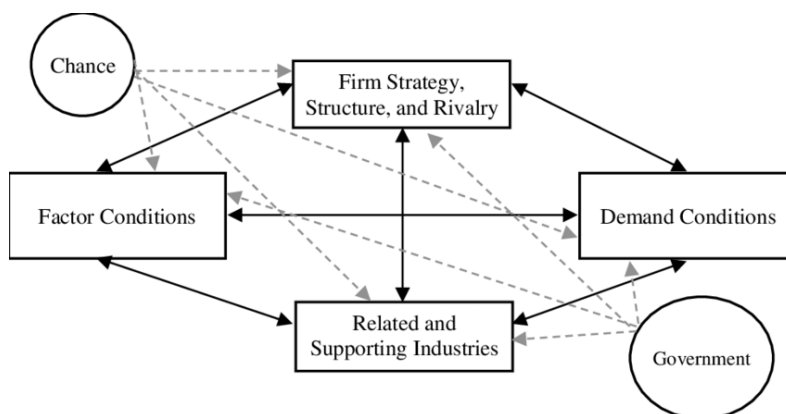 Chance
Firm Strategy,
Structure, and Rivalry
Factor Conditions
Demand Conditions
Related and
Supporting Industries
Government